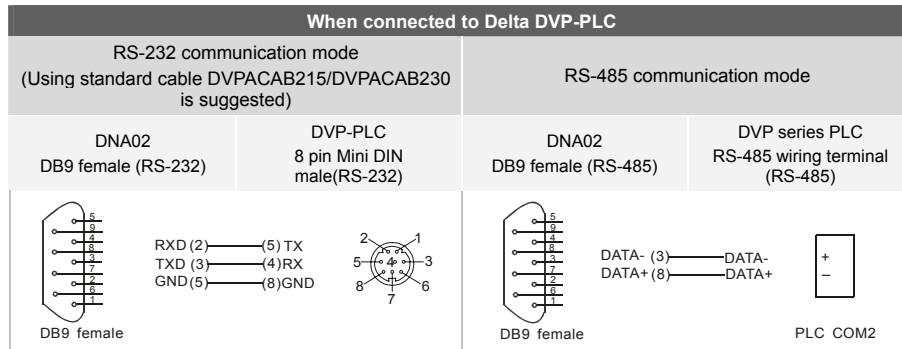 When connected to Delta DVP-PLC
RS-232 communication mode
(Using standard cable DVPACAB215/DVPACAB230
is suggested)
RS-485 communication mode
DNA02
DB9 female (RS-232)
DVP-PLC
8 pin Mini DIN
male(RS-232)
DNA02
DB9 female (RS-485)
DVP series PLC
RS-485 wiring terminal
(RS-485)
5
9
4
8
3
7
2
6
1
DB9 female
RXD (2) (5) TX
TXD (3) (4)RX
GND(5) (8)GND
2 1
5 4 3
8 6
7
5
9
4
8
3
7
2
6
1
DB9 female
DATA- (3) DATA-
DATA+ (8) DATA+
+
–
PLC COM2